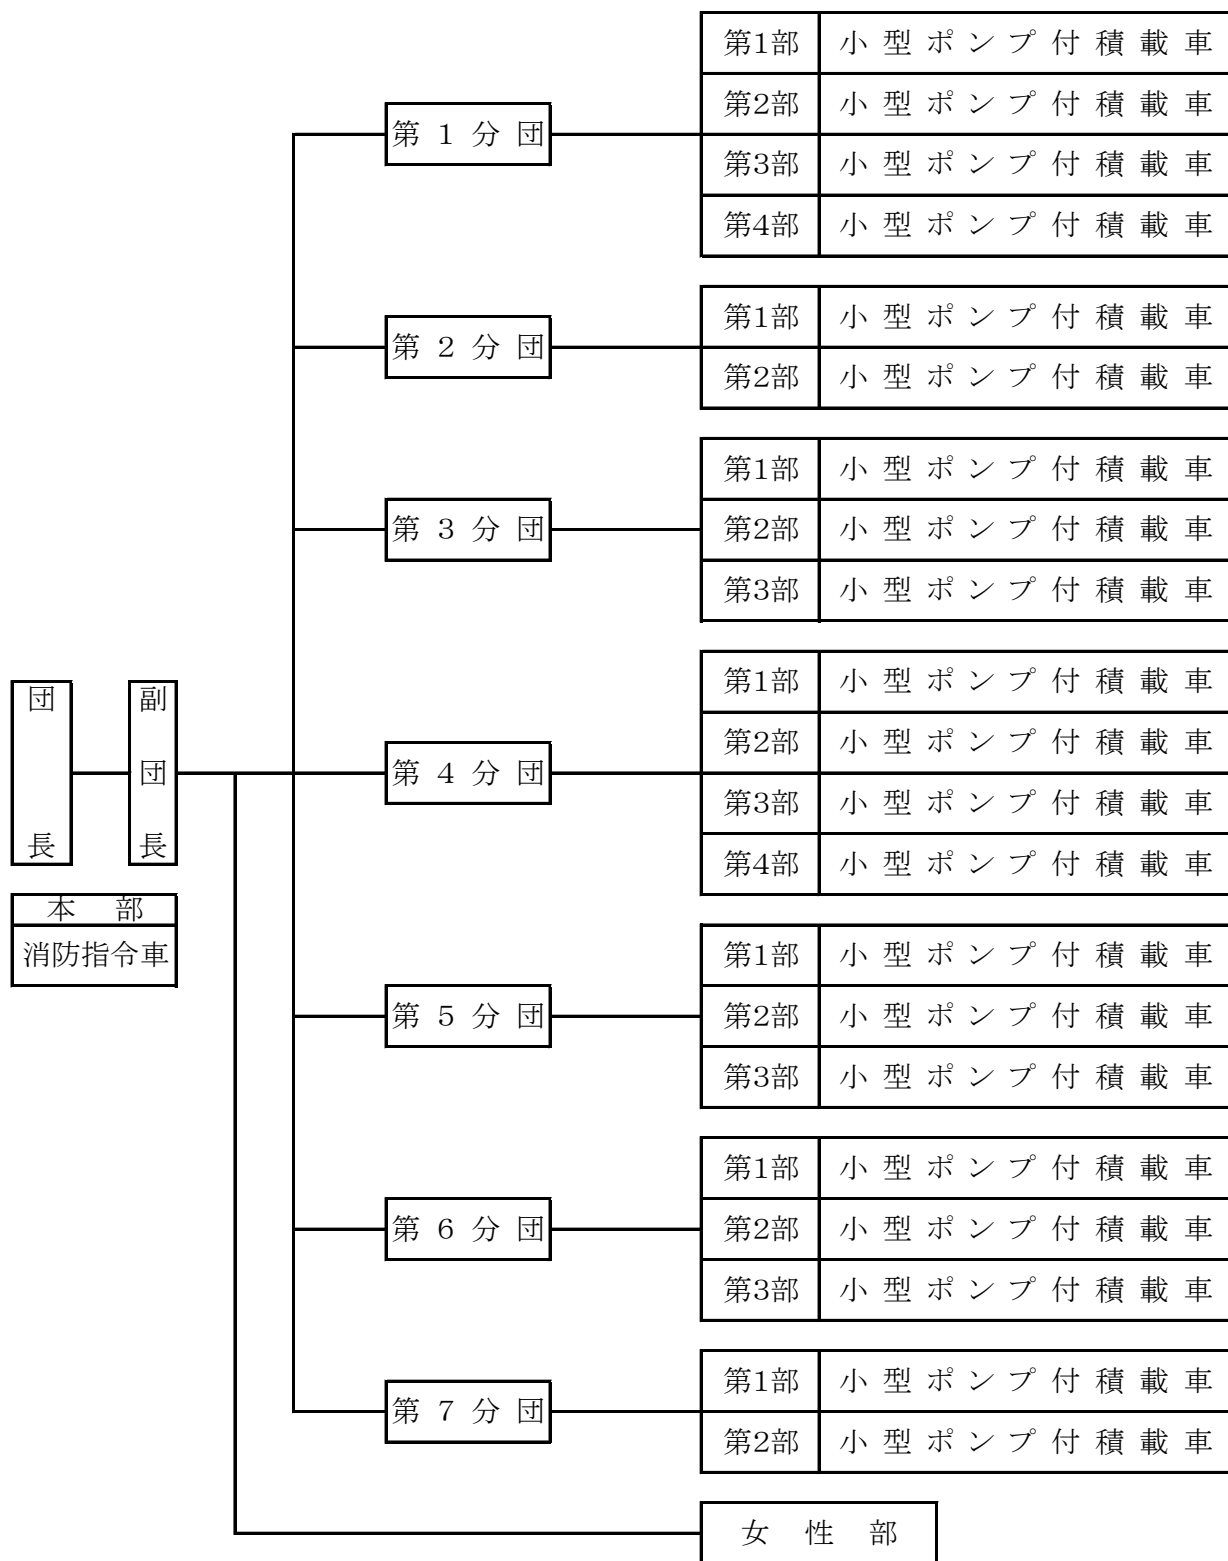 団長
副団長
本部
消防指令車
第1分団
第1部 小型ポンプ付積載車
第2部 小型ポンプ付積載車
第3部 小型ポンプ付積載車
第4部 小型ポンプ付積載車
第2分団
第1部 小型ポンプ付積載車
第2部 小型ポンプ付積載車
第3分団
第1部 小型ポンプ付積載車
第2部 小型ポンプ付積載車
第3部 小型ポンプ付積載車
第4分団
第1部 小型ポンプ付積載車
第2部 小型ポンプ付積載車
第3部 小型ポンプ付積載車
第4部 小型ポンプ付積載車
第5分団
第1部 小型ポンプ付積載車
第2部 小型ポンプ付積載車
第3部 小型ポンプ付積載車
第6分団
第1部 小型ポンプ付積載車
第2部 小型ポンプ付積載車
第3部 小型ポンプ付積載車
第7分団
第1部 小型ポンプ付積載車
第2部 小型ポンプ付積載車
女性部